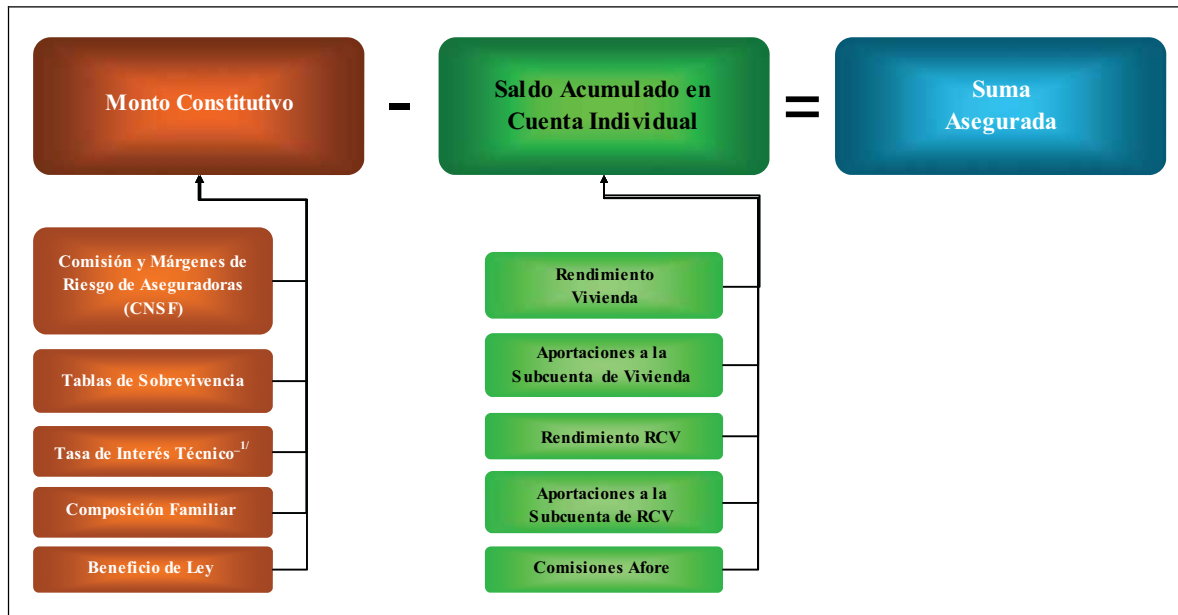 Monto Constitutivo
-
Saldo Acumulado en
Cuenta Individual
=
Suma
Asegurada
Comisión y Márgenes de
Riesgo de Aseguradoras
(CNSF)
Tablas de Sobrevivencia
Tasa de Interés Técnico–1/
Composición Familiar
Beneficio de Ley
Rendimiento
Vivienda
Aportaciones a la
Subcuenta de Vivienda
Rendimiento RCV
Aportaciones a la
Subcuenta de RCV
Comisiones Afore